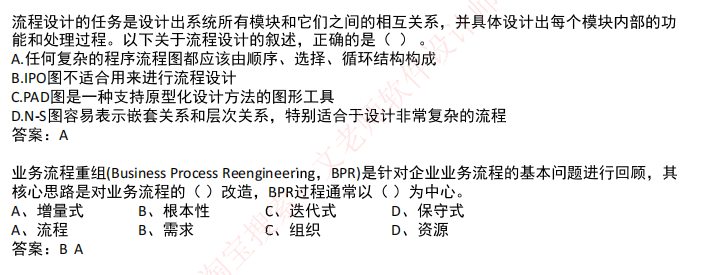 流程设计的任务是设计出系统所有模块和它们之间的相互关系，并具体设计出每个模块内部的功
能和处理过程。以下关于流程设计的叙述，正确的是（ ）。
A.任何复杂的程序流程图都应该由顺序、选择、循环结构构成
B.IPO图不适合用来进行流程设计
C.PAD图是一种支持原型化设计方法的图形工具
D.N-S图容易表示嵌套关系和层次关系，特别适合于设计非常复杂的流程
答案：A
业务流程重组(Business Process Reengineering，BPR)是针对企业业务流程的基本问题进行回顾，其
核心思路是对业务流程的（ ）改造，BPR过程通常以（ ）为中心。
A、增量式 B、根本性 C、迭代式 D、保守式
A、流程 B、需求 C、组织 D、资源
答案：B A